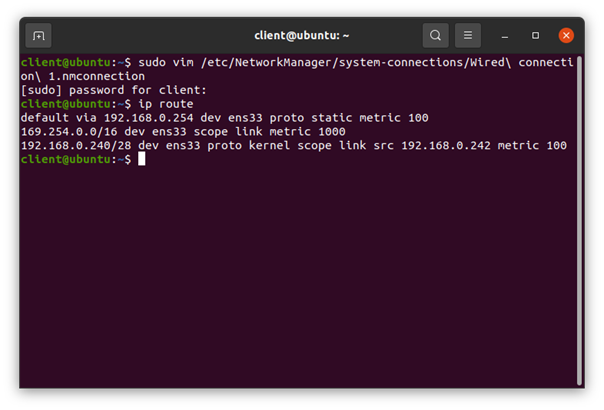 client@ubuntu: ~
client@ubuntu:~$ sudo vim /etc/NetworkManager/system-connections/Wired\ connecti
on\ 1.nmconnection
[sudo] password for client:
client@ubuntu:~$ ip route
default via 192.168.0.254 dev ens33 proto static metric 100
169.254.0.0/16 dev ens33 scope link metric 1000
192.168.0.240/28 dev ens33 proto kernel scope link src 192.168.0.242 metric 100
client@ubuntu:~$